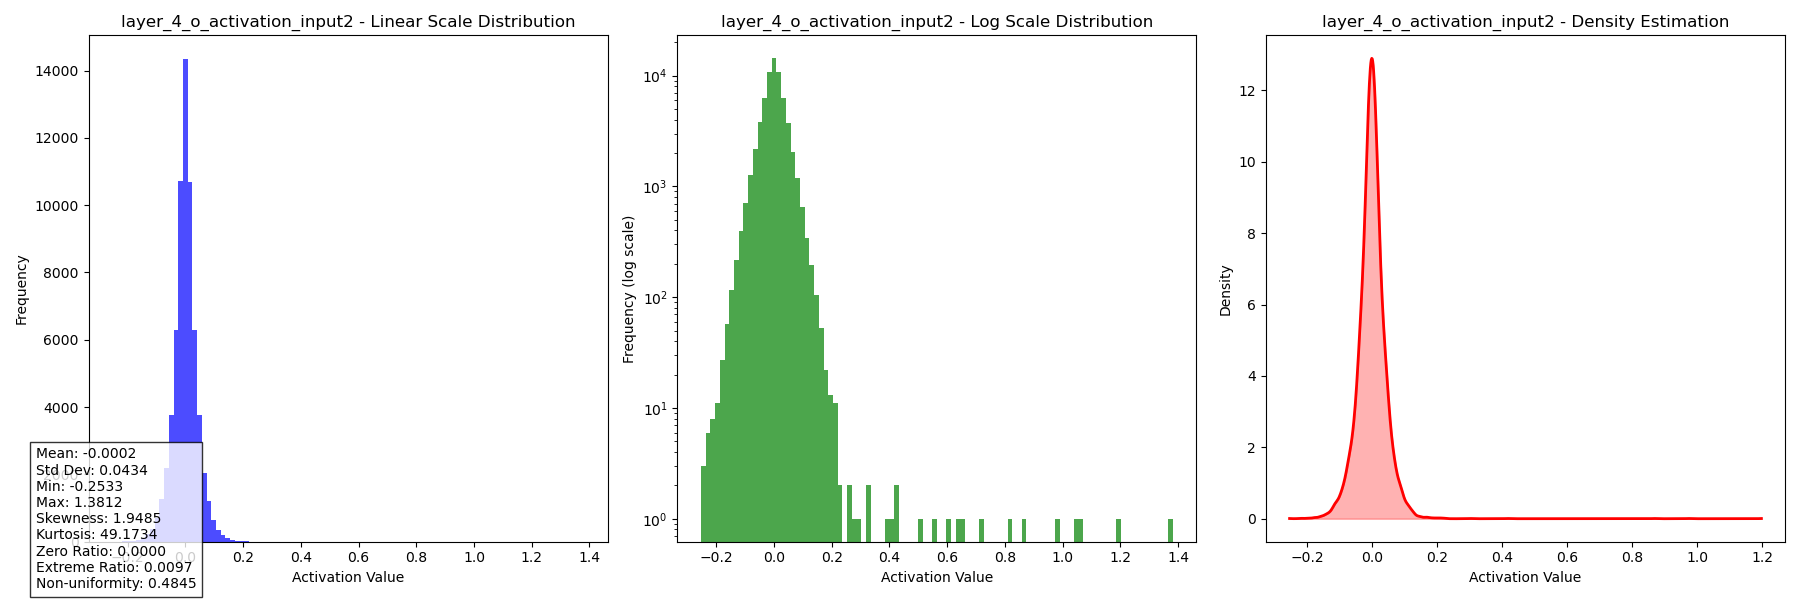 layer_4_o_activation_input2 - Linear Scale Distribution
14000
12000
10000
8000
6000
4000
2000
0
Frequency
−0.2 0.0 0.2 0.4 0.6 0.8 1.0 1.2 1.4
Activation Value
Mean: -0.0002
Std Dev: 0.0434
Min: -0.2533
Max: 1.3812
Skewness: 1.9485
Kurtosis: 49.1734
Zero Ratio: 0.0000
Extreme Ratio: 0.0097
Non-uniformity: 0.4845
layer_4_o_activation_input2 - Log Scale Distribution
10⁴
10³
10²
10¹
10⁰
Frequency (log scale)
−0.2 0.0 0.2 0.4 0.6 0.8 1.0 1.2 1.4
Activation Value
layer_4_o_activation_input2 - Density Estimation
12
10
8
6
4
2
0
Density
−0.2 0.0 0.2 0.4 0.6 0.8 1.0 1.2
Activation Value